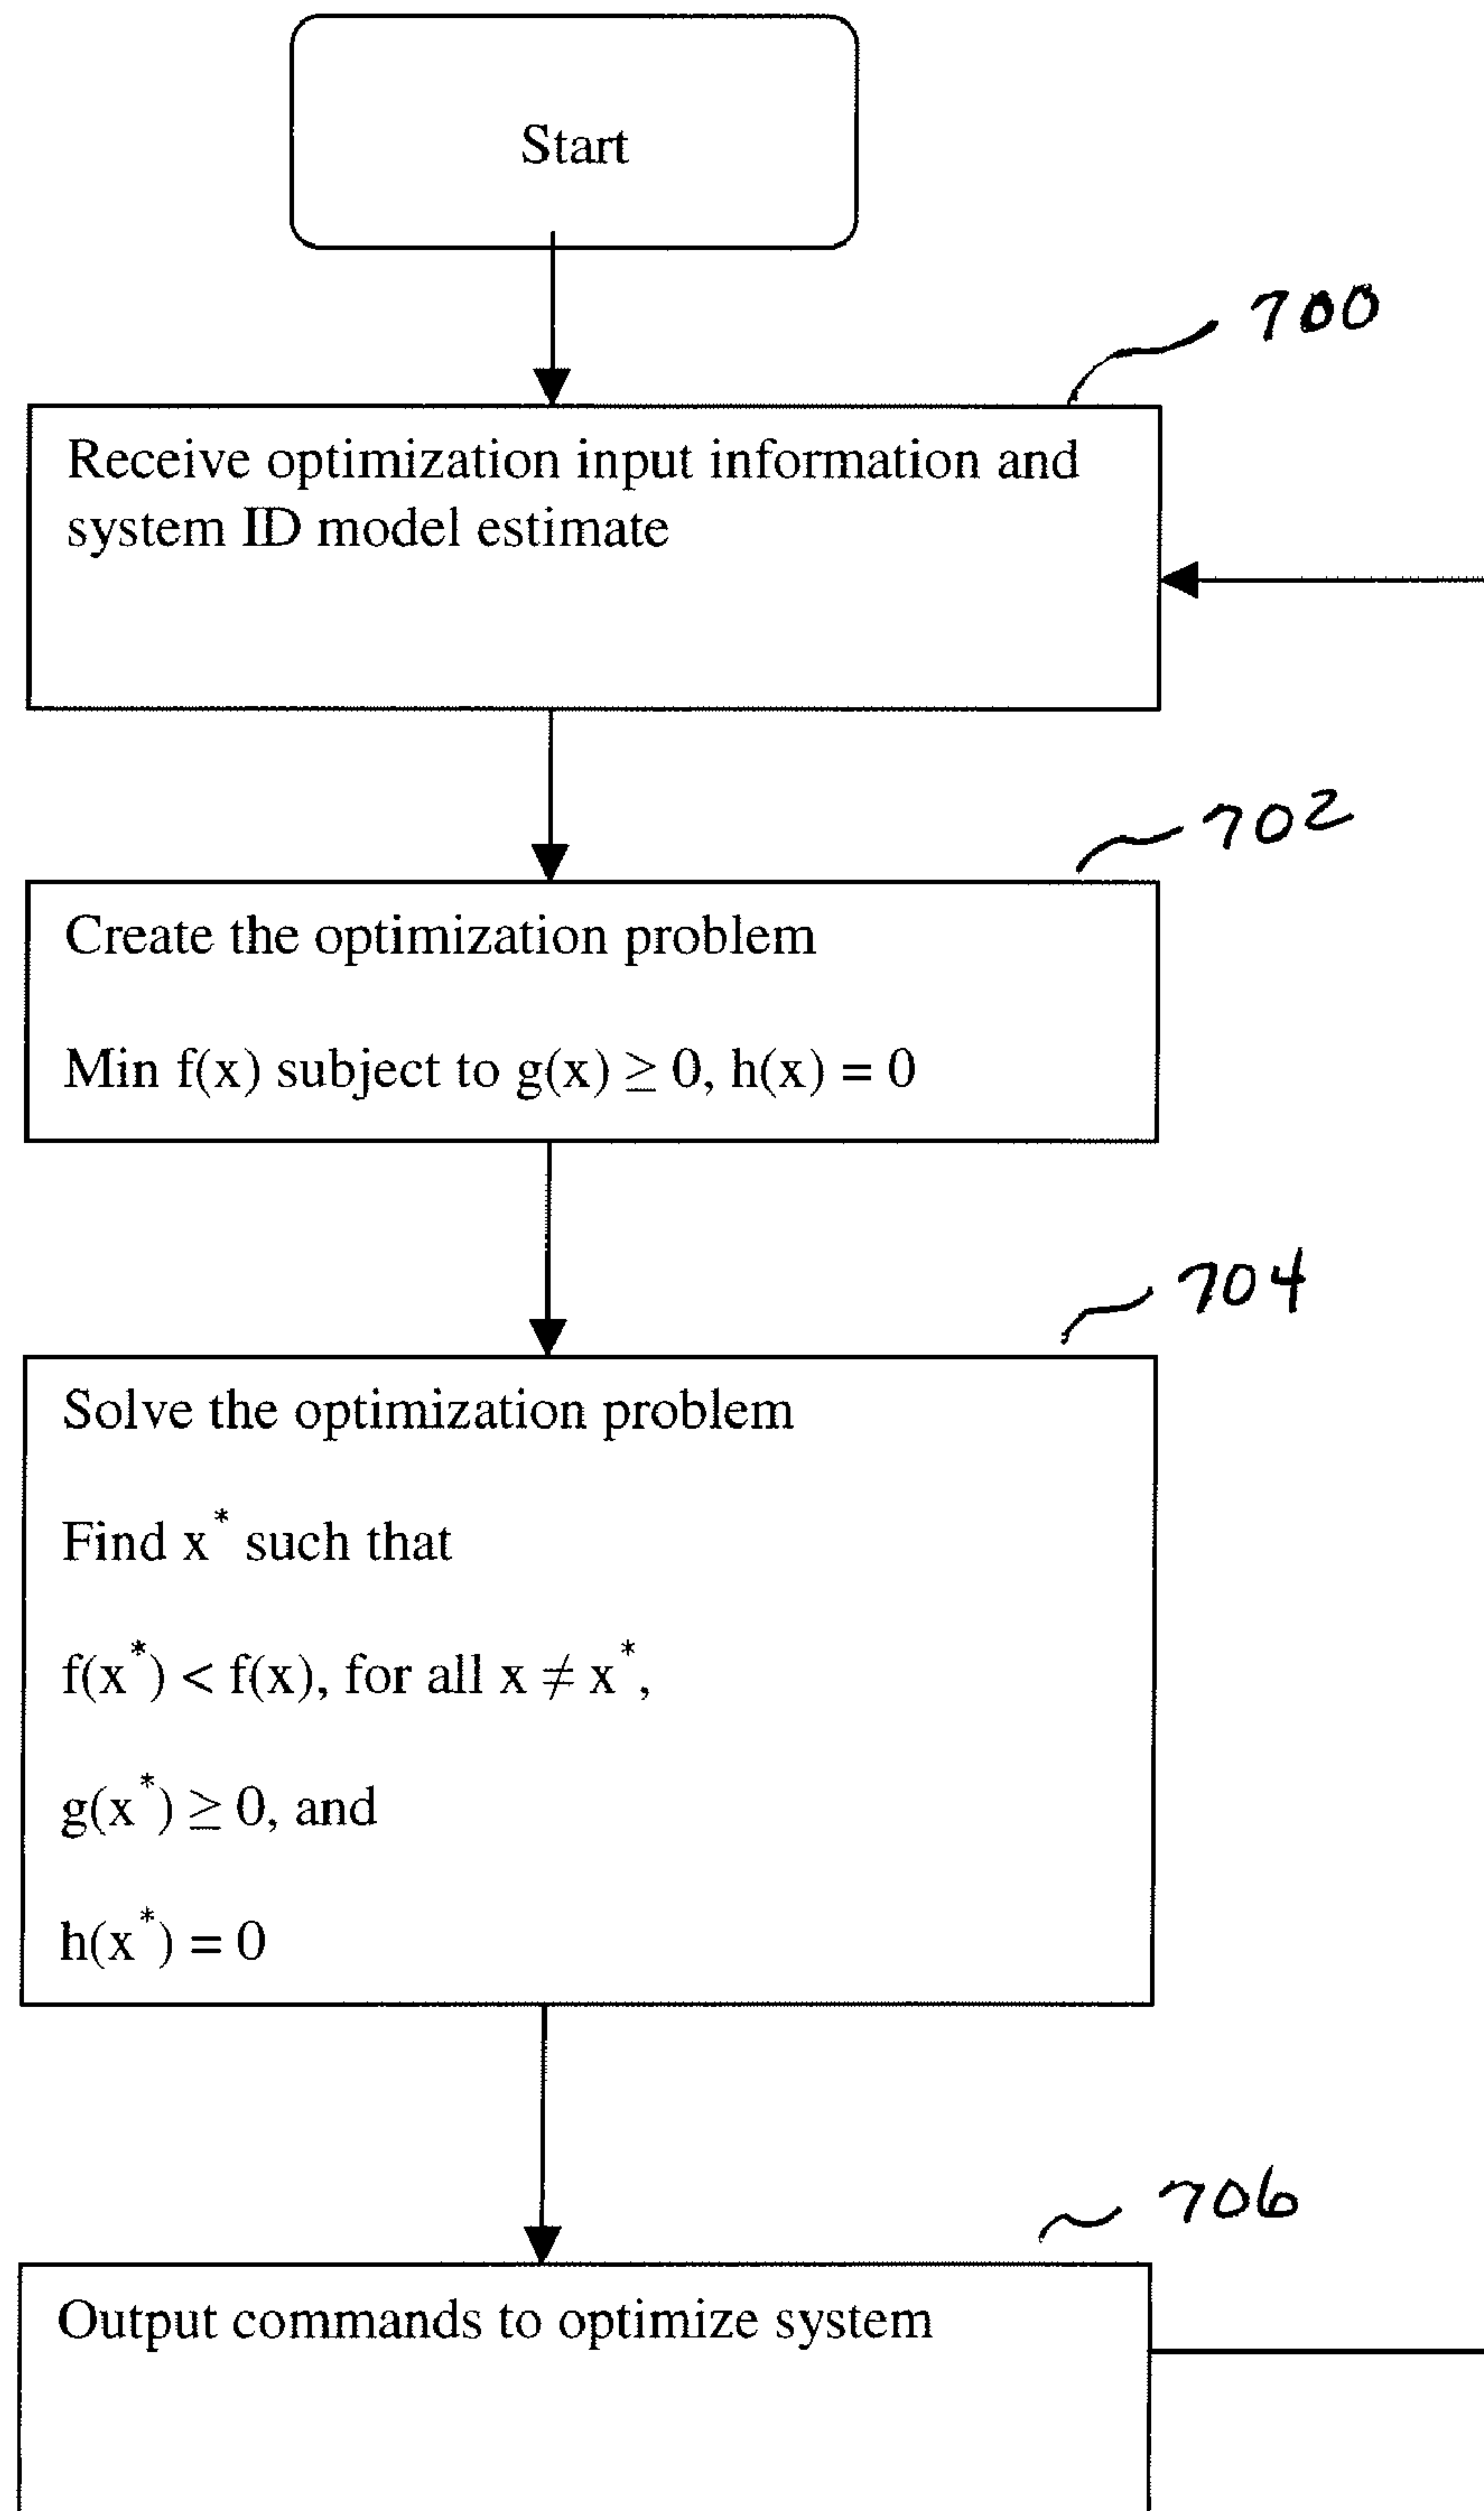 Start
700
Receive optimization input information and
system ID model estimate
702
Create the optimization problem
Min f(x) subject to g(x) ≥ 0, h(x) = 0
704
Solve the optimization problem
Find x* such that
f(x*) < f(x), for all x ≠ x*,
g(x*) ≥ 0, and
h(x*) = 0
706
Output commands to optimize system